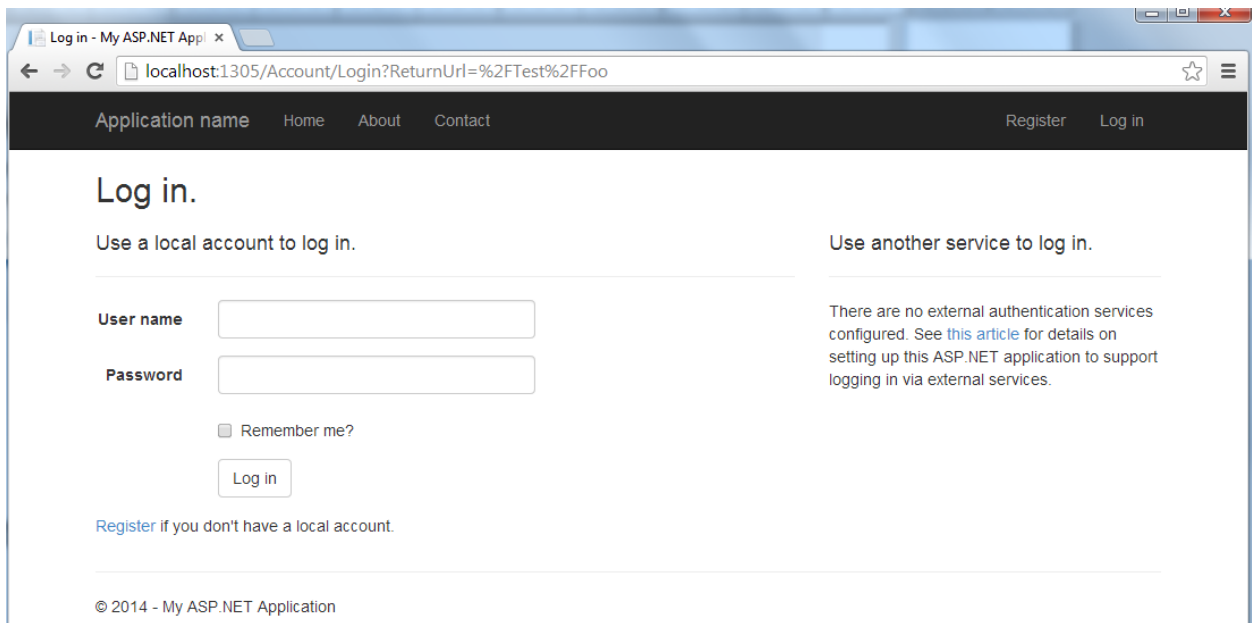 Log in - My ASP.NET Appl
localhost:1305/Account/Login?ReturnUrl=%2FTest%2FFoo
Application name Home About Contact Register Log in
Log in.
Use a local account to log in.
User name
Password
Remember me?
Log in
Register if you don't have a local account.
Use another service to log in.
There are no external authentication services
configured. See this article for details on
setting up this ASP.NET application to support
logging in via external services.
© 2014 - My ASP.NET Application